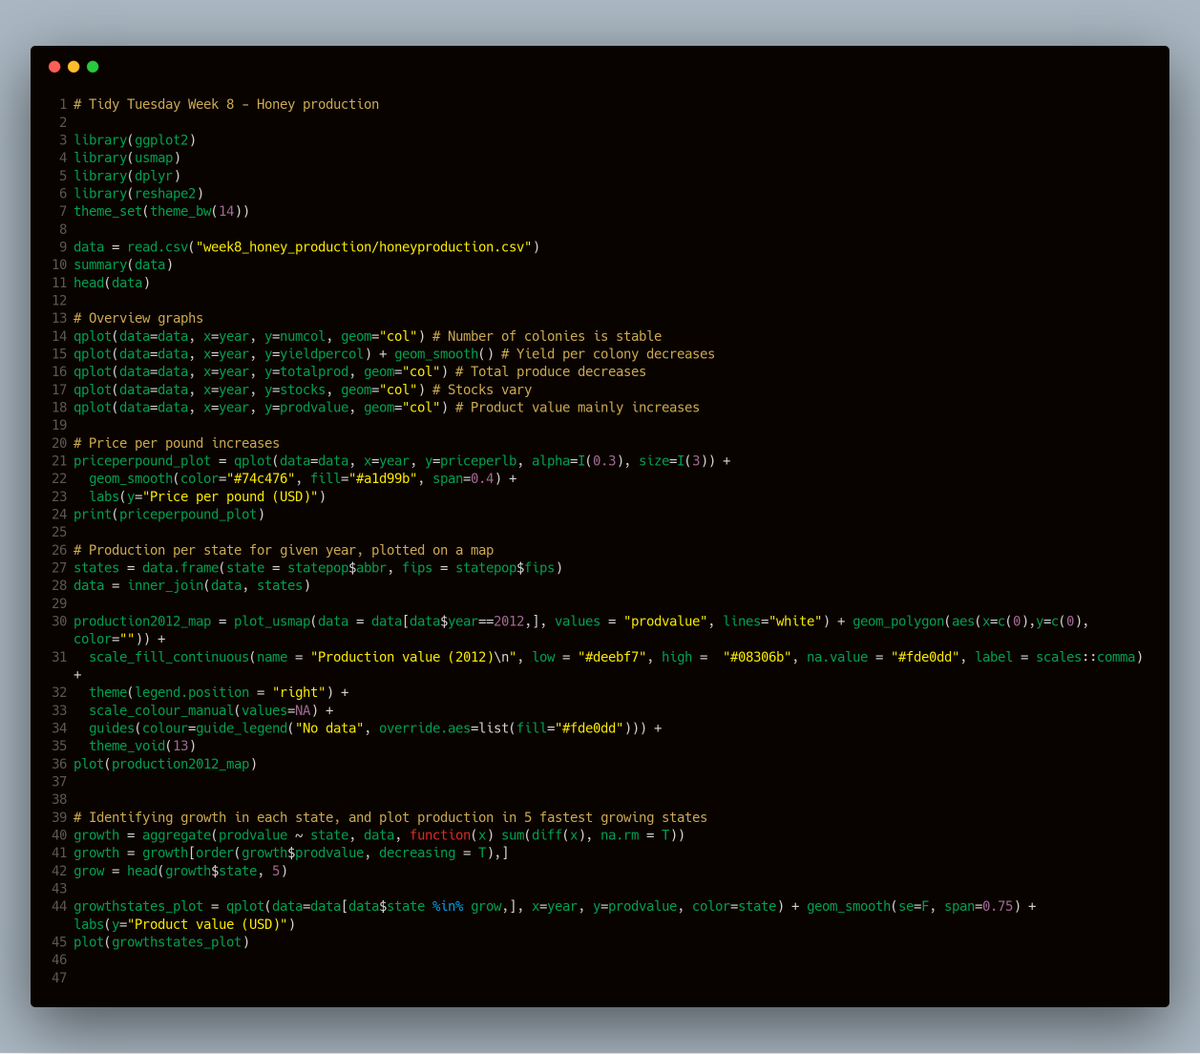 1 # Tidy Tuesday Week 8 - Honey production
2
3 library(ggplot2)
4 library(usmap)
5 library(dplyr)
6 library(reshape2)
7 theme_set(theme_bw(14))
8
9 data = read.csv("week8_honey_production/honeyproduction.csv")
10 summary(data)
11 head(data)
12
13 # Overview graphs
14 qplot(data=data, x=year, y=numcol, geom="col") # Number of colonies is stable
15 qplot(data=data, x=year, y=yieldpercol) + geom_smooth() # Yield per colony decreases
16 qplot(data=data, x=year, y=totalprod, geom="col") # Total produce decreases
17 qplot(data=data, x=year, y=stocks, geom="col") # Stocks vary
18 qplot(data=data, x=year, y=prodvalue, geom="col") # Product value mainly increases
19
20 # Price per pound increases
21 priceperpound_plot = qplot(data=data, x=year, y=priceperlb, alpha=I(0.3), size=I(3)) +
22   geom_smooth(color="#74c476", fill="#a1d99b", span=0.4) +
23   labs(y="Price per pound (USD)")
24 print(priceperpound_plot)
25
26 # Production per state for given year, plotted on a map
27 states = data.frame(state = statepop$abbr, fips = statepop$fips)
28 data = inner_join(data, states)
29
30 production2012_map = plot_usmap(data = data[data$year==2012,], values = "prodvalue", lines="white") + geom_polygon(aes(x=c(0),y=c(0),
color="")) +
31   scale_fill_continuous(name = "Production value (2012)\n", low = "#deebf7", high =  "#08306b", na.value = "#fde0dd", label = scales::comma)
+
32   theme(legend.position = "right") +
33   scale_colour_manual(values=NA) +
34   guides(colour=guide_legend("No data", override.aes=list(fill="#fde0dd"))) +
35   theme_void(13)
36 plot(production2012_map)
37
38
39 # Identifying growth in each state, and plot production in 5 fastest growing states
40 growth = aggregate(prodvalue ~ state, data, function(x) sum(diff(x), na.rm = T))
41 growth = growth[order(growth$prodvalue, decreasing = T),]
42 grow = head(growth$state, 5)
43
44 growthstates_plot = qplot(data=data[data$state %in% grow,], x=year, y=prodvalue, color=state) + geom_smooth(se=F, span=0.75) +
labs(y="Product value (USD)")
45 plot(growthstates_plot)
46
47